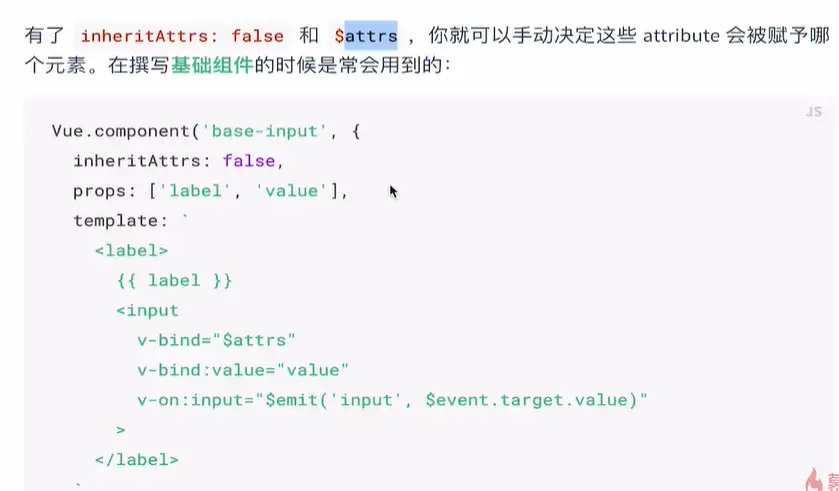 有了 inheritAttrs: false 和 $attrs ，你就可以手动决定这些 attribute 会被赋予哪
个元素。在撰写基础组件的时候是常会用到的：
JS
Vue.component('base-input', {
inheritAttrs: false,
props: ['label', 'value'],
template: `
<label>
{{ label }}
<input
v-bind="$attrs"
v-bind:value="value"
v-on:input="$emit('input', $event.target.value)"
>
</label>
`